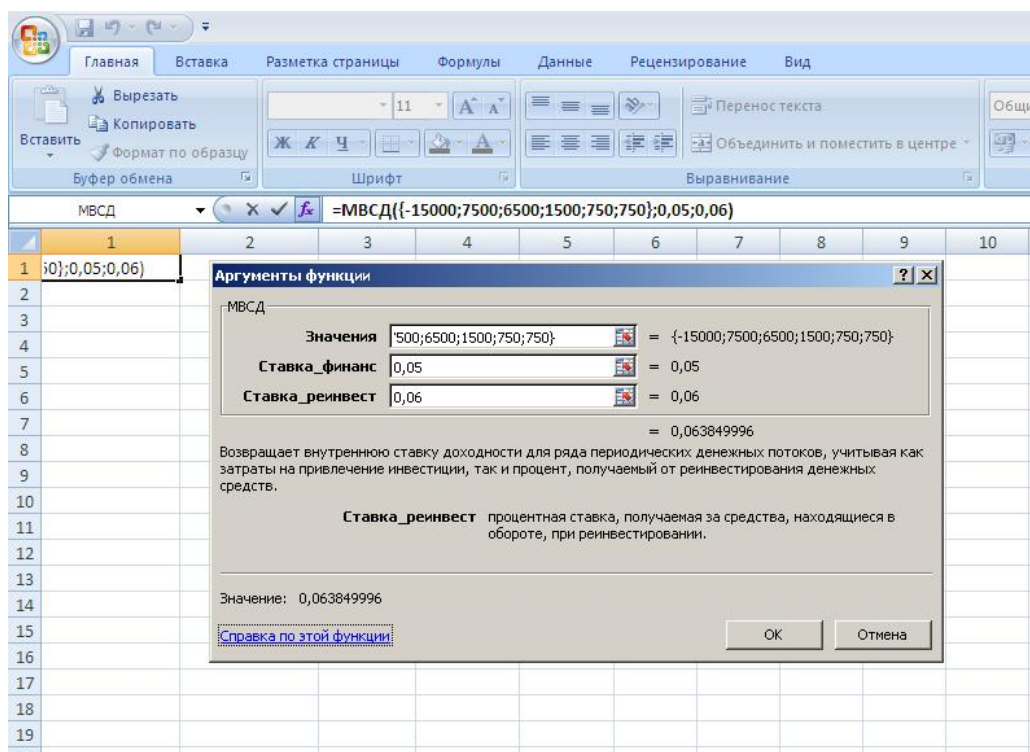 Главная Вставка Разметка страницы Формулы Данные Рецензирование Вид
Вырезать
Копировать
Формат по образцу
Вставить
11
Ж К Ч
Перенос текста
Объединить и поместить в центре
Буфер обмена Шрифт Выравнивание
МВСД =МВСД({-15000;7500;6500;1500;750;750};0,05;0,06)
1 2 3 4 5 6 7 8 9 10
1 50};0,05;0,06)
2
3
4
5
6
7
8
9
10
11
12
13
14
15
16
17
18
19
Аргументы функции
МВСД
Значения '500;6500;1500;750;750} = {-15000;7500;6500;1500;750;750}
Ставка_финанс 0,05 = 0,05
Ставка_реинвест 0,06 = 0,06
= 0,063849996
Возвращает внутреннюю ставку доходности для ряда периодических денежных потоков, учитывая как
затраты на привлечение инвестиции, так и процент, получаемый от реинвестирования денежных
средств.
Ставка_реинвест процентная ставка, получаемая за средства, находящиеся в
обороте, при реинвестировании.
Значение: 0,063849996
Справка по этой функции
ОК Отмена